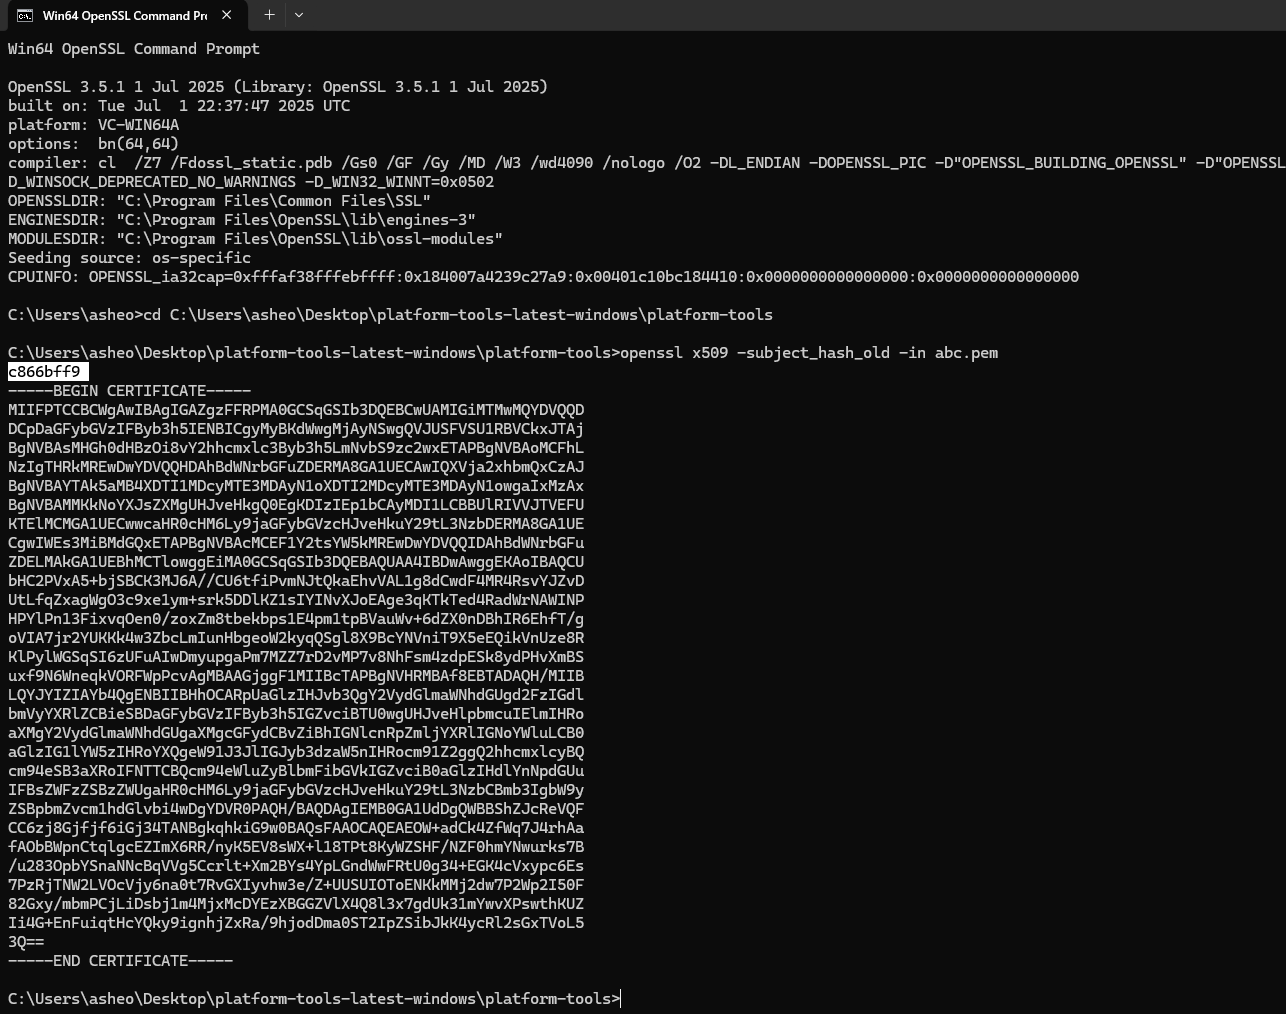 Win64 OpenSSL Command Pr
Win64 OpenSSL Command Prompt
OpenSSL 3.5.1 1 Jul 2025 (Library: OpenSSL 3.5.1 1 Jul 2025)
built on: Tue Jul  1 22:37:47 2025 UTC
platform: VC-WIN64A
options:  bn(64,64)
compiler: cl  /Z7 /Fdossl_static.pdb /Gs0 /GF /Gy /MD /W3 /wd4090 /nologo /O2 -DL_ENDIAN -DOPENSSL_PIC -D"OPENSSL_BUILDING_OPENSSL" -D"OPENSSL
D_WINSOCK_DEPRECATED_NO_WARNINGS -D_WIN32_WINNT=0x0502
OPENSSLDIR: "C:\Program Files\Common Files\SSL"
ENGINESDIR: "C:\Program Files\OpenSSL\lib\engines-3"
MODULESDIR: "C:\Program Files\OpenSSL\lib\ossl-modules"
Seeding source: os-specific
CPUINFO: OPENSSL_ia32cap=0xfffaf38fffebffff:0x184007a4239c27a9:0x00401c10bc184410:0x0000000000000000:0x0000000000000000
C:\Users\asheo>cd C:\Users\asheo\Desktop\platform-tools-latest-windows\platform-tools
C:\Users\asheo\Desktop\platform-tools-latest-windows\platform-tools>openssl x509 -subject_hash_old -in abc.pem
c866bff9
-----BEGIN CERTIFICATE-----
MIIFPTCCBCWgAwIBAgIGAZgzFFRPMA0GCSqGSIb3DQEBCwUAMIGiMTMwMQYDVQQD
DCpDaGFybGVzIFByb3h5IENBICgyMyBKdWwgMjAyNSwgQVJUSFVSU1RBVCkxJTAj
BgNVBAsMHGh0dHBzOi8vY2hhcmxlc3Byb3h5LmNvbS9zc2wxETAPBgNVBAoMCFhL
NzIgTHRkMREwDwYDVQQHDAhBdWNrbGFuZDERMA8GA1UECAwIQXVja2xhbmQxCzAJ
BgNVBAYTAk5aMB4XDTI1MDcyMTE3MDAyN1oXDTI2MDcyMTE3MDAyN1owgaIxMzAx
BgNVBAMMKkNoYXJsZXMgUHJveHkgQ0EgKDIzIEp1bCAyMDI1LCBBUlRIVVJTVEFU
KTElMCMGA1UECwwcaHR0cHM6Ly9jaGFybGVzcHJveHkuY29tL3NzbDERMA8GA1UE
CgwIWEs3MiBMdGQxETAPBgNVBAcMCEF1Y2tsYW5kMREwDwYDVQQIDAhBdWNrbGFu
ZDELMAkGA1UEBhMCTlowggEiMA0GCSqGSIb3DQEBAQUAA4IBDwAwggEKAoIBAQCU
bHC2PVxA5+bjSBCK3MJ6A//CU6tfiPvmNJtQkaEhvVAL1g8dCwdF4MR4RsvYJZvD
UtLfqZxagWgO3c9xe1ym+srk5DDlKZ1sIYINvXJoEAge3qKTkTed4RadWrNAWINP
HPYlPn13FixvqOen0/zoxZm8tbekbps1E4pm1tpBVauWv+6dZX0nDBhIR6EhfT/g
oVIA7jr2YUKKk4w3ZbcLmIunHbgeoW2kyqQSgl8X9BcYNVniT9X5eEQikVnUze8R
KlPylWGSqSI6zUFuAIwDmyupgaPm7MZZ7rD2vMP7v8NhFsm4zdpESk8ydPHvXmBS
uxf9N6WneqkVORFWpPcvAgMBAAGjggF1MIIBcTAPBgNVHRMBAf8EBTADAQH/MIIB
LQYJYIZIAYb4QgENBIIBHhOCARpUaGlzIHJvb3QgY2VydGlmaWNhdGUgd2FzIGdl
bmVyYXRlZCBieSBDaGFybGVzIFByb3h5IGZvciBTU0wgUHJveHlpbmcuIElmIHRo
aXMgY2VydGlmaWNhdGUgaXMgcGFydCBvZiBhIGNlcnRpZmljYXRlIGNoYWluLCB0
aGlzIG1lYW5zIHRoYXQgeW91J3JlIGJyb3dzaW5nIHRocm91Z2ggQ2hhcmxlcyBQ
cm94eSB3aXRoIFNTTCBQcm94eWluZyBlbmFibGVkIGZvciB0aGlzIHdlYnNpdGUu
IFBsZWFzZSBzZWUgaHR0cHM6Ly9jaGFybGVzcHJveHkuY29tL3NzbCBmb3IgbW9y
ZSBpbmZvcm1hdGlvbi4wDgYDVR0PAQH/BAQDAgIEMB0GA1UdDgQWBBShZJcReVQF
CC6zj8Gjfjf6iGj34TANBgkqhkiG9w0BAQsFAAOCAQEAEOW+adCk4ZfWq7J4rhAa
fAObBWpnCtqlgcEZImX6RR/nyK5EV8sWX+l18TPt8KyWZSHF/NZF0hmYNwurks7B
/u283OpbYSnaNNcBqVVg5Ccrlt+Xm2BYs4YpLGndWwFRtU0g34+EGK4cVxypc6Es
7PzRjTNW2LVOcVjy6na0t7RvGXIyvhw3e/Z+UUSUIOToENKkMMj2dw7P2Wp2I50F
82Gxy/mbmPCjLiDsbj1m4MjxMcDYEzXBGGZVlX4Q8l3x7gdUk31mYwvXPswthKUZ
Ii4G+EnFuiqtHcYQky9ignhjZxRa/9hjodDma0ST2IpZSibJkK4ycRl2sGxTVoL5
3Q==
-----END CERTIFICATE-----
C:\Users\asheo\Desktop\platform-tools-latest-windows\platform-tools>